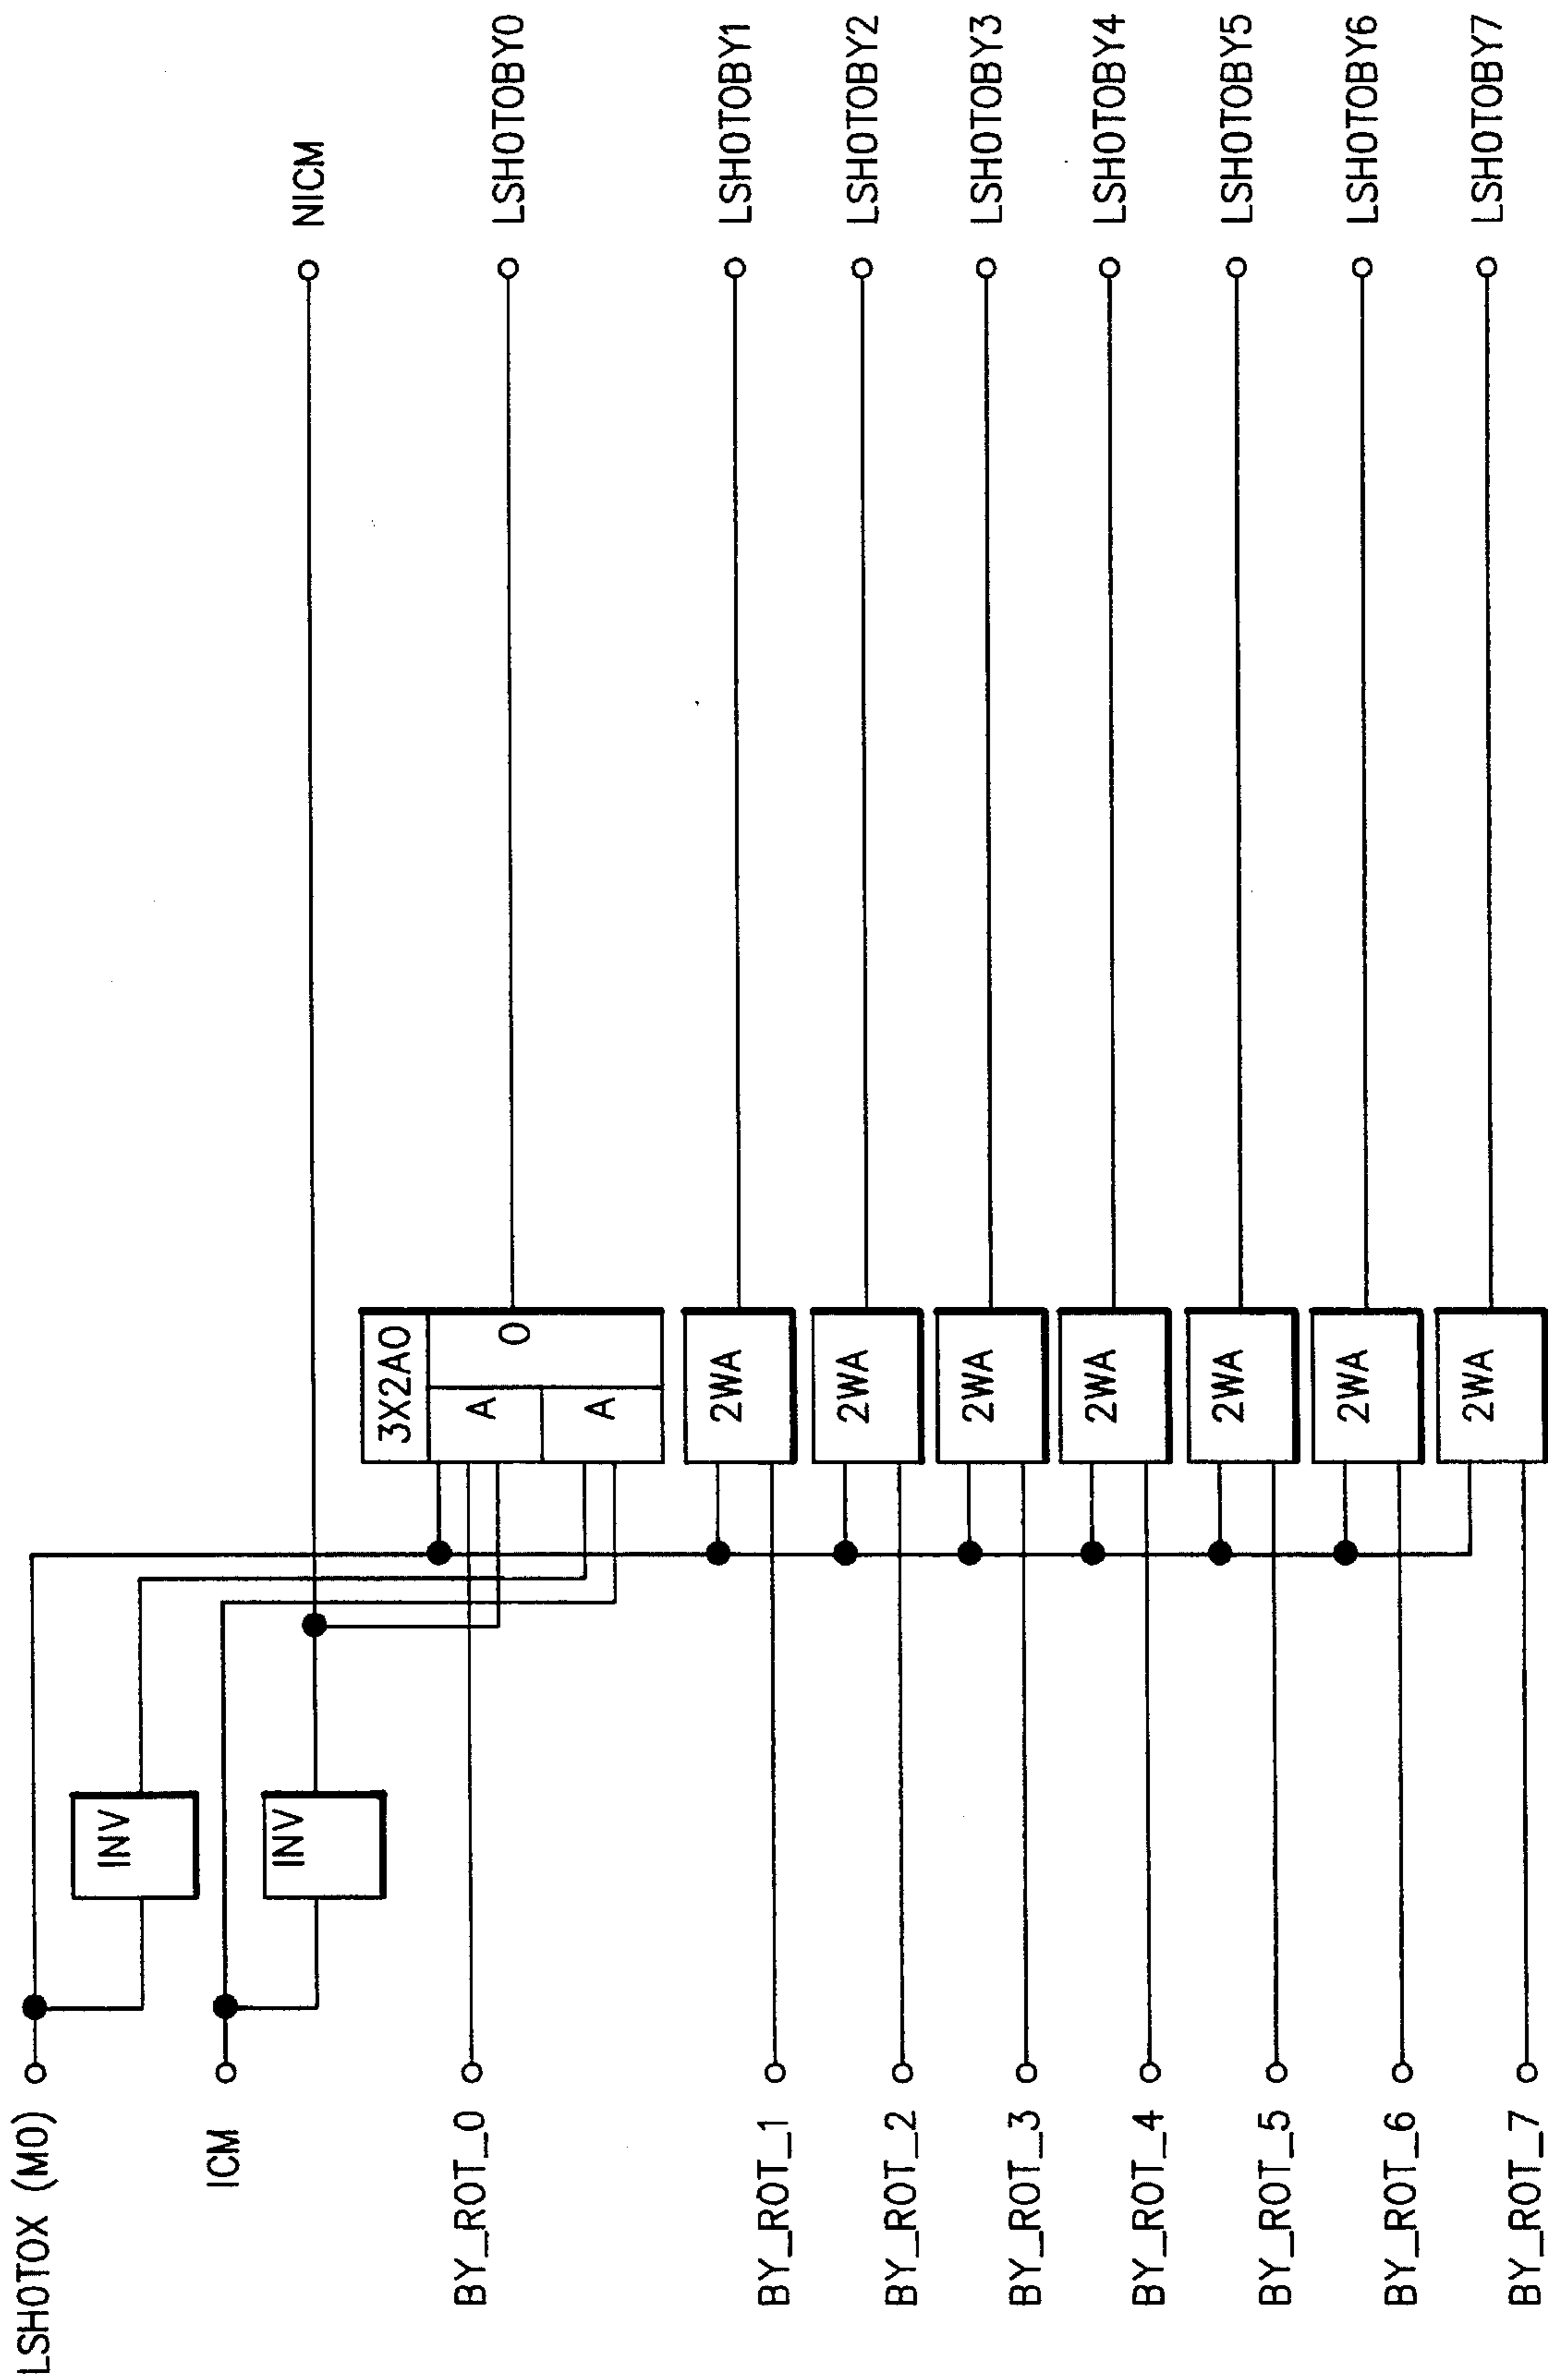 LSHOTOX (M0)
ICM
BY_ROT_0
BY_ROT_1
BY_ROT_2
BY_ROT_3
BY_ROT_4
BY_ROT_5
BY_ROT_6
BY_ROT_7
INV
INV
3X2AO
A
A
O
2WA
2WA
2WA
2WA
2WA
2WA
2WA
NICM
LSHOTOBY0
LSHOTOBY1
LSHOTOBY2
LSHOTOBY3
LSHOTOBY4
LSHOTOBY5
LSHOTOBY6
LSHOTOBY7